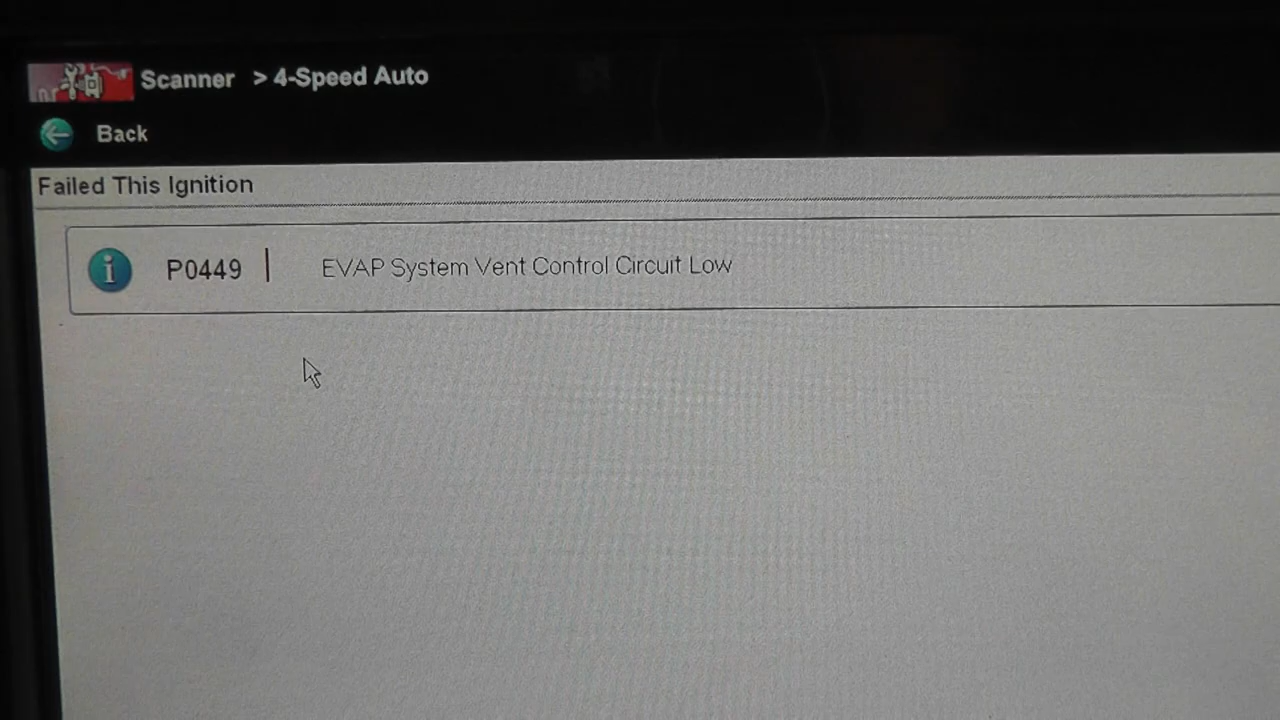 Scanner > 4-Speed Auto
Back
Failed This Ignition
P0449 | EVAP System Vent Control Circuit Low